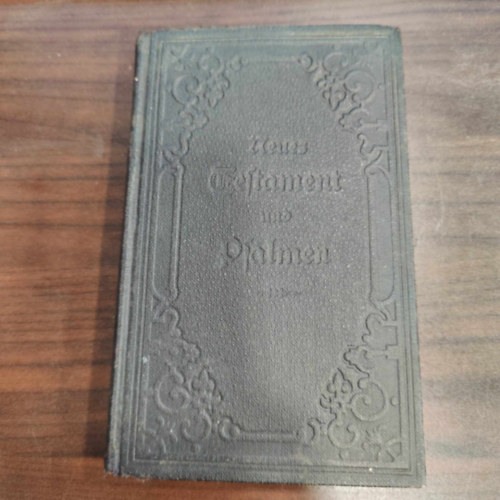 Neues
Testament
und
Psalmen